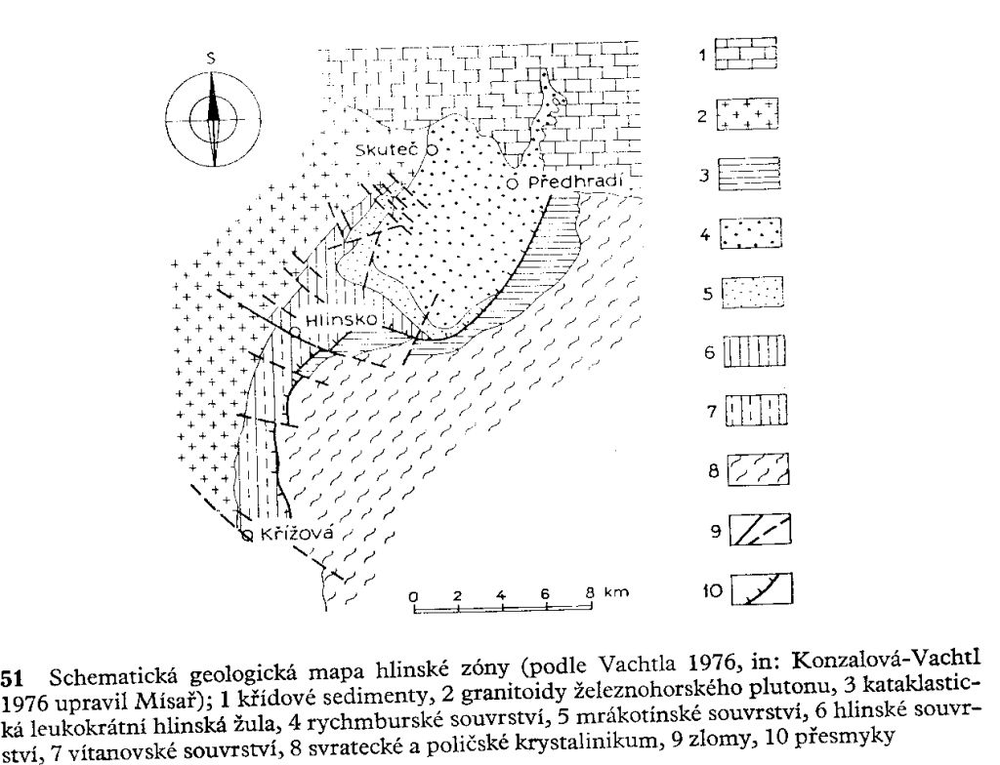 S
Skuteč
Předhradí
Hlinsko
Křížová
0 2 4 6 8 km
1
2
3
4
5
6
7
8
9
10
51 Schematická geologická mapa hlinské zóny (podle Vachtla 1976, in: Konzalová-Vachtl
1976 upravil Mísař); 1 křídové sedimenty, 2 granitoidy železnohorského plutonu, 3 kataklastic-
ká leukokrátní hlinská žula, 4 rychmburské souvrství, 5 mrákotínské souvrství, 6 hlinské souvr-
ství, 7 vítanovské souvrství, 8 svratecké a poličské krystalinikum, 9 zlomy, 10 přesmyky